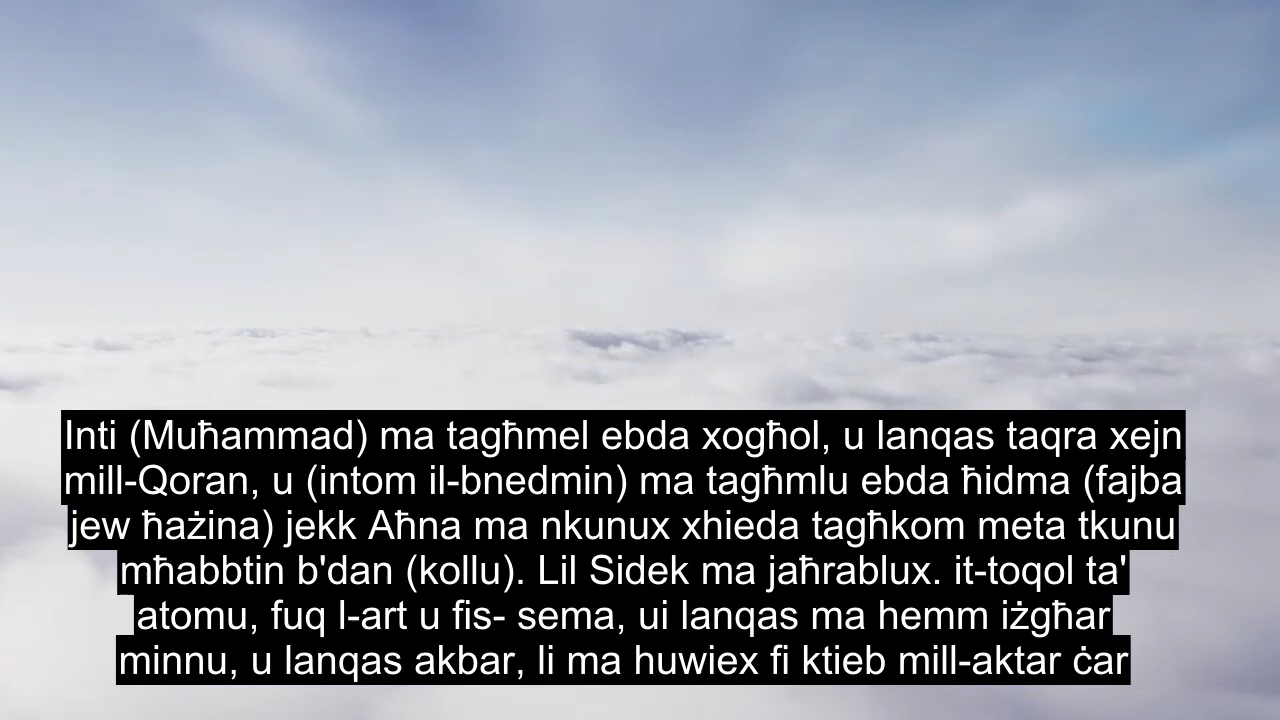 Inti (Muħammad) ma tagħmel ebda xogħol, u lanqas taqra xejn
mill-Qoran, u (intom il-bnedmin) ma tagħmlu ebda ħidma (fajba
jew ħażina) jekk Aħna ma nkunux xhieda tagħkom meta tkunu
mħabbtin b'dan (kollu). Lil Sidek ma jaħrablux. it-toqol ta'
atomu, fuq l-art u fis- sema, ui lanqas ma hemm iżgħar
minnu, u lanqas akbar, li ma huwiex fi ktieb mill-aktar ċar